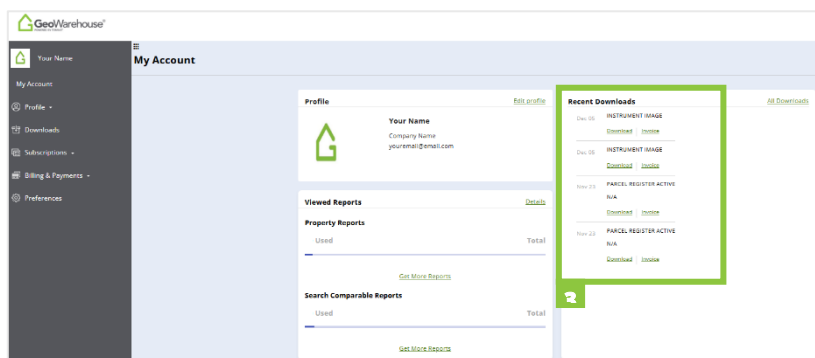 GeoWarehouse®
Your Name
My Account
Profile
Downloads
Subscriptions
Billing & Payments
Preferences
My Account
Profile
Edit profile
Your Name
Company Name
youremail@email.com
Viewed Reports
Details
Property Reports
Used
Total
Get More Reports
Search Comparable Reports
Used
Total
Get More Reports
Recent Downloads
All Downloads
Dec 05
INSTRUMENT IMAGE
Download | Invoice
Dec 05
INSTRUMENT IMAGE
Download | Invoice
Nov 23
PARCEL REGISTER ACTIVE
N/A
Download | Invoice
Nov 23
PARCEL REGISTER ACTIVE
N/A
Download | Invoice